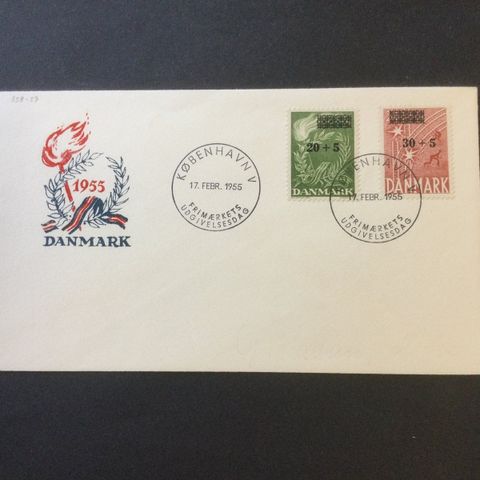 1955
DANMARK
KØBENHAVN V
17. FEBR. 1955
FRIMÆRKETS
UDGIVELSESDAG
20 + 5
DANMARK
30 + 5
DANMARK
KØBENHAVN V
17. FEBR. 1955
FRIMÆRKETS
UDGIVELSESDAG